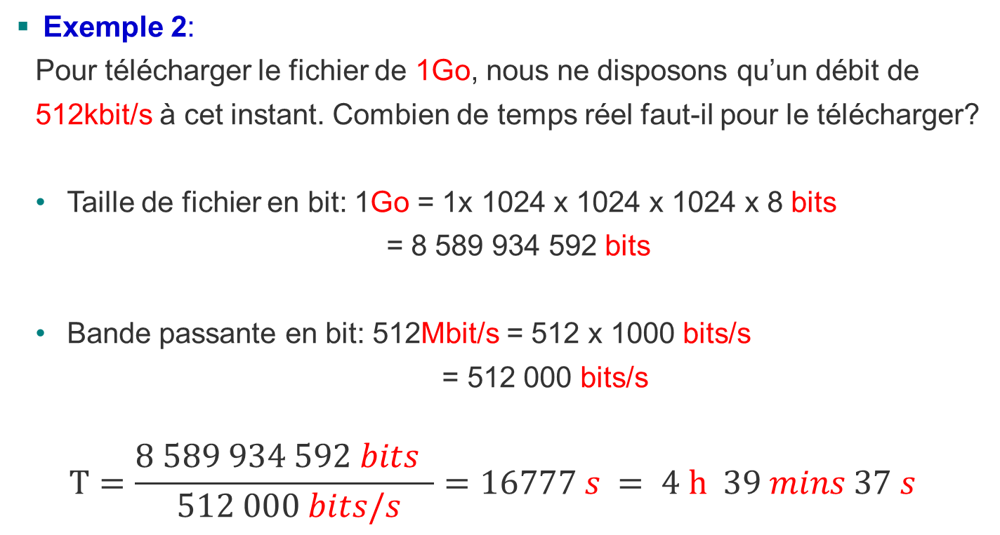 ▪ Exemple 2:
Pour télécharger le fichier de 1Go, nous ne disposons qu’un débit de
512kbit/s à cet instant. Combien de temps réel faut-il pour le télécharger?
• Taille de fichier en bit: 1Go = 1x 1024 x 1024 x 1024 x 8 bits
= 8 589 934 592 bits
• Bande passante en bit: 512Mbit/s = 512 x 1000 bits/s
= 512 000 bits/s
T = 8 589 934 592 bits / 512 000 bits/s = 16777 s = 4 h 39 mins 37 s